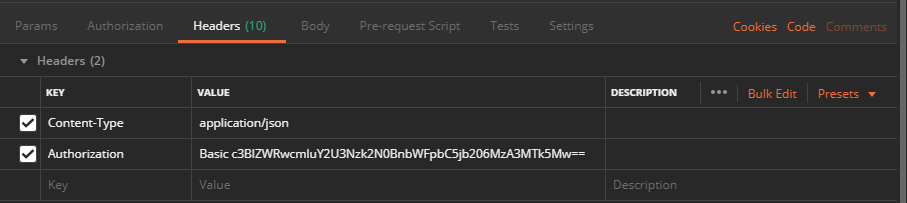 Params Authorization Headers (10) Body Pre-request Script Tests Settings Cookies Code Comments
Headers (2)
KEY VALUE DESCRIPTION ••• Bulk Edit Presets
Content-Type application/json
Authorization Basic c3BlZWRwcmluY2U3Nzk2N0BnbWFpbC5jb206MzA3MTk5Mw==
Key Value Description